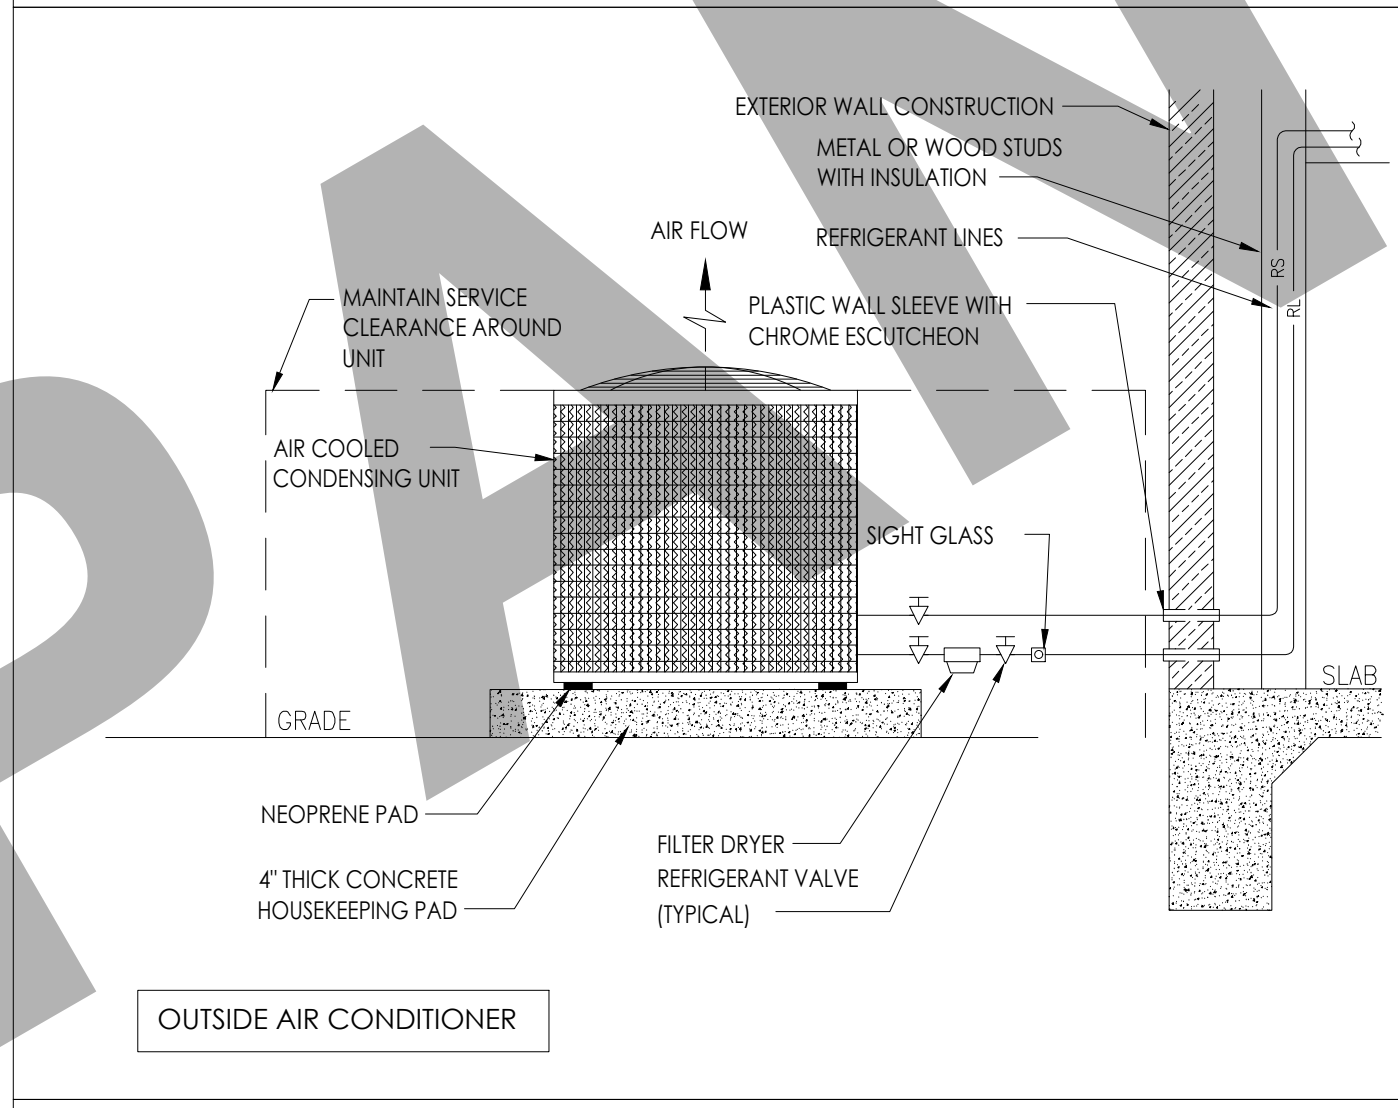 EXTERIOR WALL CONSTRUCTION
METAL OR WOOD STUDS
WITH INSULATION
AIR FLOW
REFRIGERANT LINES
RS
RL
MAINTAIN SERVICE
CLEARANCE AROUND
UNIT
PLASTIC WALL SLEEVE WITH
CHROME ESCUTCHEON
AIR COOLED
CONDENSING UNIT
SIGHT GLASS
SLAB
GRADE
NEOPRENE PAD
4" THICK CONCRETE
HOUSEKEEPING PAD
FILTER DRYER
REFRIGERANT VALVE
(TYPICAL)
OUTSIDE AIR CONDITIONER